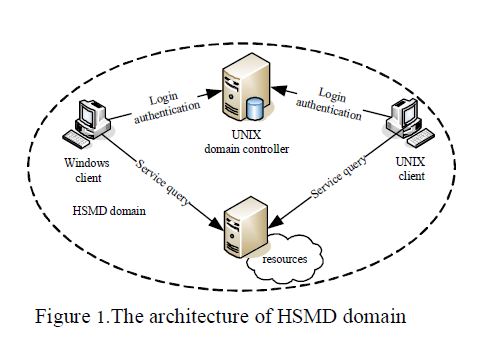 Login
authentication
Login
authentication
UNIX
domain controller
Windows
client
UNIX
client
Service query
Service query
HSMD domain
resources
Figure 1.The architecture of HSMD domain